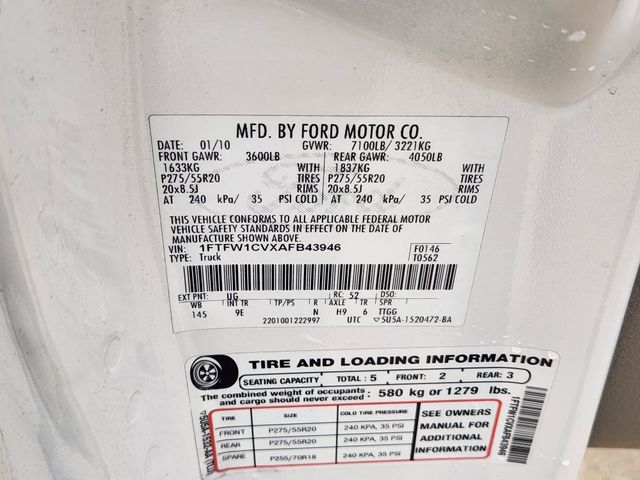 MFD. BY FORD MOTOR CO.
DATE: 01/10 GVWR: 7100LB/ 3221KG
FRONT GAWR: 3600LB REAR GAWR: 4050LB
1633KG WITH 1837KG WITH
P275/55R20 TIRES P275/55R20 TIRES
20x8.5J RIMS 20x8.5J RIMS
AT 240 kPa/ 35 PSI COLD AT 240 kPa/ 35 PSI COLD
THIS VEHICLE CONFORMS TO ALL APPLICABLE FEDERAL MOTOR
VEHICLE SAFETY STANDARDS IN EFFECT ON THE DATE OF
MANUFACTURE SHOWN ABOVE.
VIN: 1FTFW1CVXAFB43946 F0146
TYPE: Truck T0562
EXT PNT: UG RC: 52 DSO:
WB INT TR TP/PS R AXLE TR SPR
145 9E N H9 6 TTGG
2201001222997 UTC ▽5U5A-1520472-BA
TIRE AND LOADING INFORMATION
SEATING CAPACITY TOTAL: 5 FRONT: 2 REAR: 3
The combined weight of occupants and cargo should never exceed: 580 kg or 1279 lbs.
TIRE SIZE COLD TIRE PRESSURE
FRONT P275/55R20 240 KPA, 35 PSI
REAR P275/55R20 240 KPA, 35 PSI
SPARE P255/70R18 240 KPA, 35 PSI
SEE OWNERS
MANUAL FOR
ADDITIONAL
INFORMATION
1FTFW1CVXAFB43946